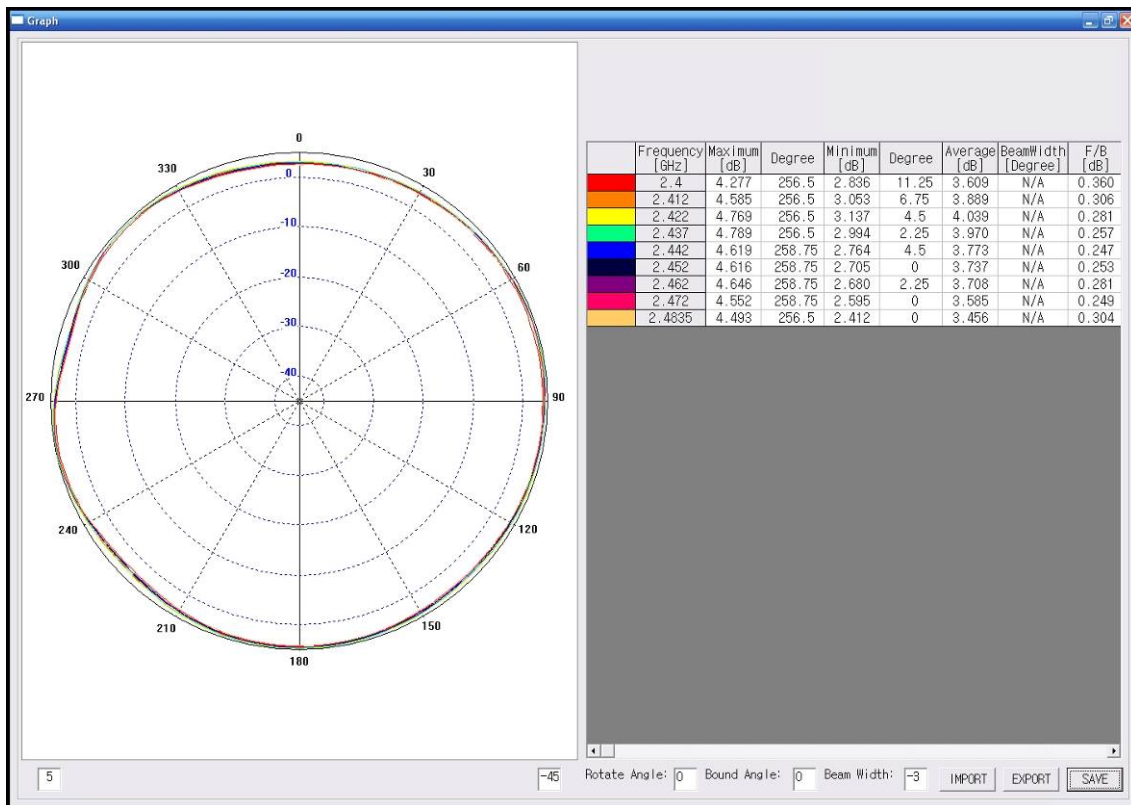 Graph
0
330
30
0
-10
-20
300
60
-30
-40
270
90
240
120
210
150
180
Frequency [GHz] Maximum [dB] Degree Minimum [dB] Degree Average [dB] BeamWidth [Degree] F/B [dB]
2.4 4.277 256.5 2.836 11.25 3.609 N/A 0.360
2.412 4.585 256.5 3.053 6.75 3.889 N/A 0.306
2.422 4.769 256.5 3.137 4.5 4.039 N/A 0.281
2.437 4.789 256.5 2.994 2.25 3.970 N/A 0.257
2.442 4.619 258.75 2.764 4.5 3.773 N/A 0.247
2.452 4.616 258.75 2.705 0 3.737 N/A 0.253
2.462 4.646 258.75 2.680 2.25 3.708 N/A 0.281
2.472 4.552 258.75 2.595 0 3.585 N/A 0.249
2.4835 4.493 256.5 2.412 0 3.456 N/A 0.304
5 -45 Rotate Angle: 0 Bound Angle: 0 Beam Width: -3 IMPORT EXPORT SAVE